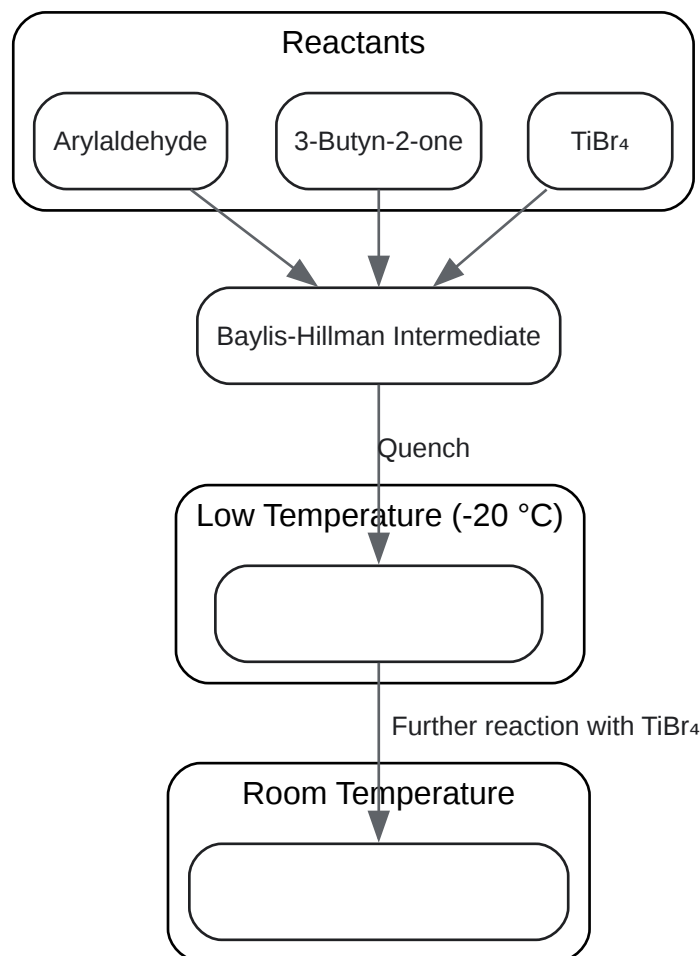 Reactants
Arylaldehyde
3-Butyn-2-one
TiBr₄
Baylis-Hillman Intermediate
Quench
Low Temperature (-20 °C)
Further reaction with TiBr₄
Room Temperature